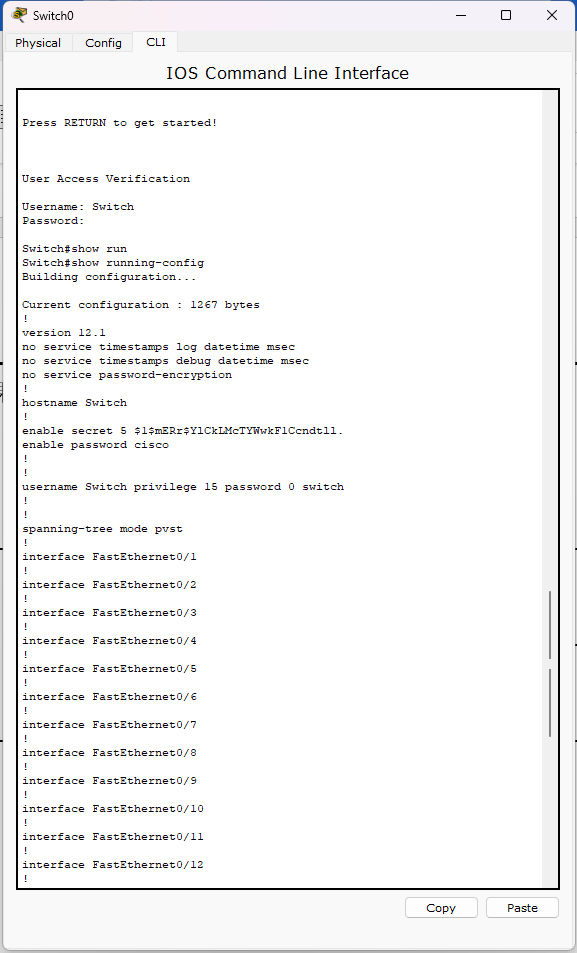 Switch0
Physical Config CLI
IOS Command Line Interface
Press RETURN to get started!
User Access Verification
Username: Switch
Password:
Switch#show run
Switch#show running-config
Building configuration...
Current configuration : 1267 bytes
!
version 12.1
no service timestamps log datetime msec
no service timestamps debug datetime msec
no service password-encryption
!
hostname Switch
!
enable secret 5 $1$mERr$YlCkLMcTYWwkF1Ccndtll.
enable password cisco
!
!
username Switch privilege 15 password 0 switch
!
!
spanning-tree mode pvst
!
interface FastEthernet0/1
!
interface FastEthernet0/2
!
interface FastEthernet0/3
!
interface FastEthernet0/4
!
interface FastEthernet0/5
!
interface FastEthernet0/6
!
interface FastEthernet0/7
!
interface FastEthernet0/8
!
interface FastEthernet0/9
!
interface FastEthernet0/10
!
interface FastEthernet0/11
!
interface FastEthernet0/12
!
Copy Paste